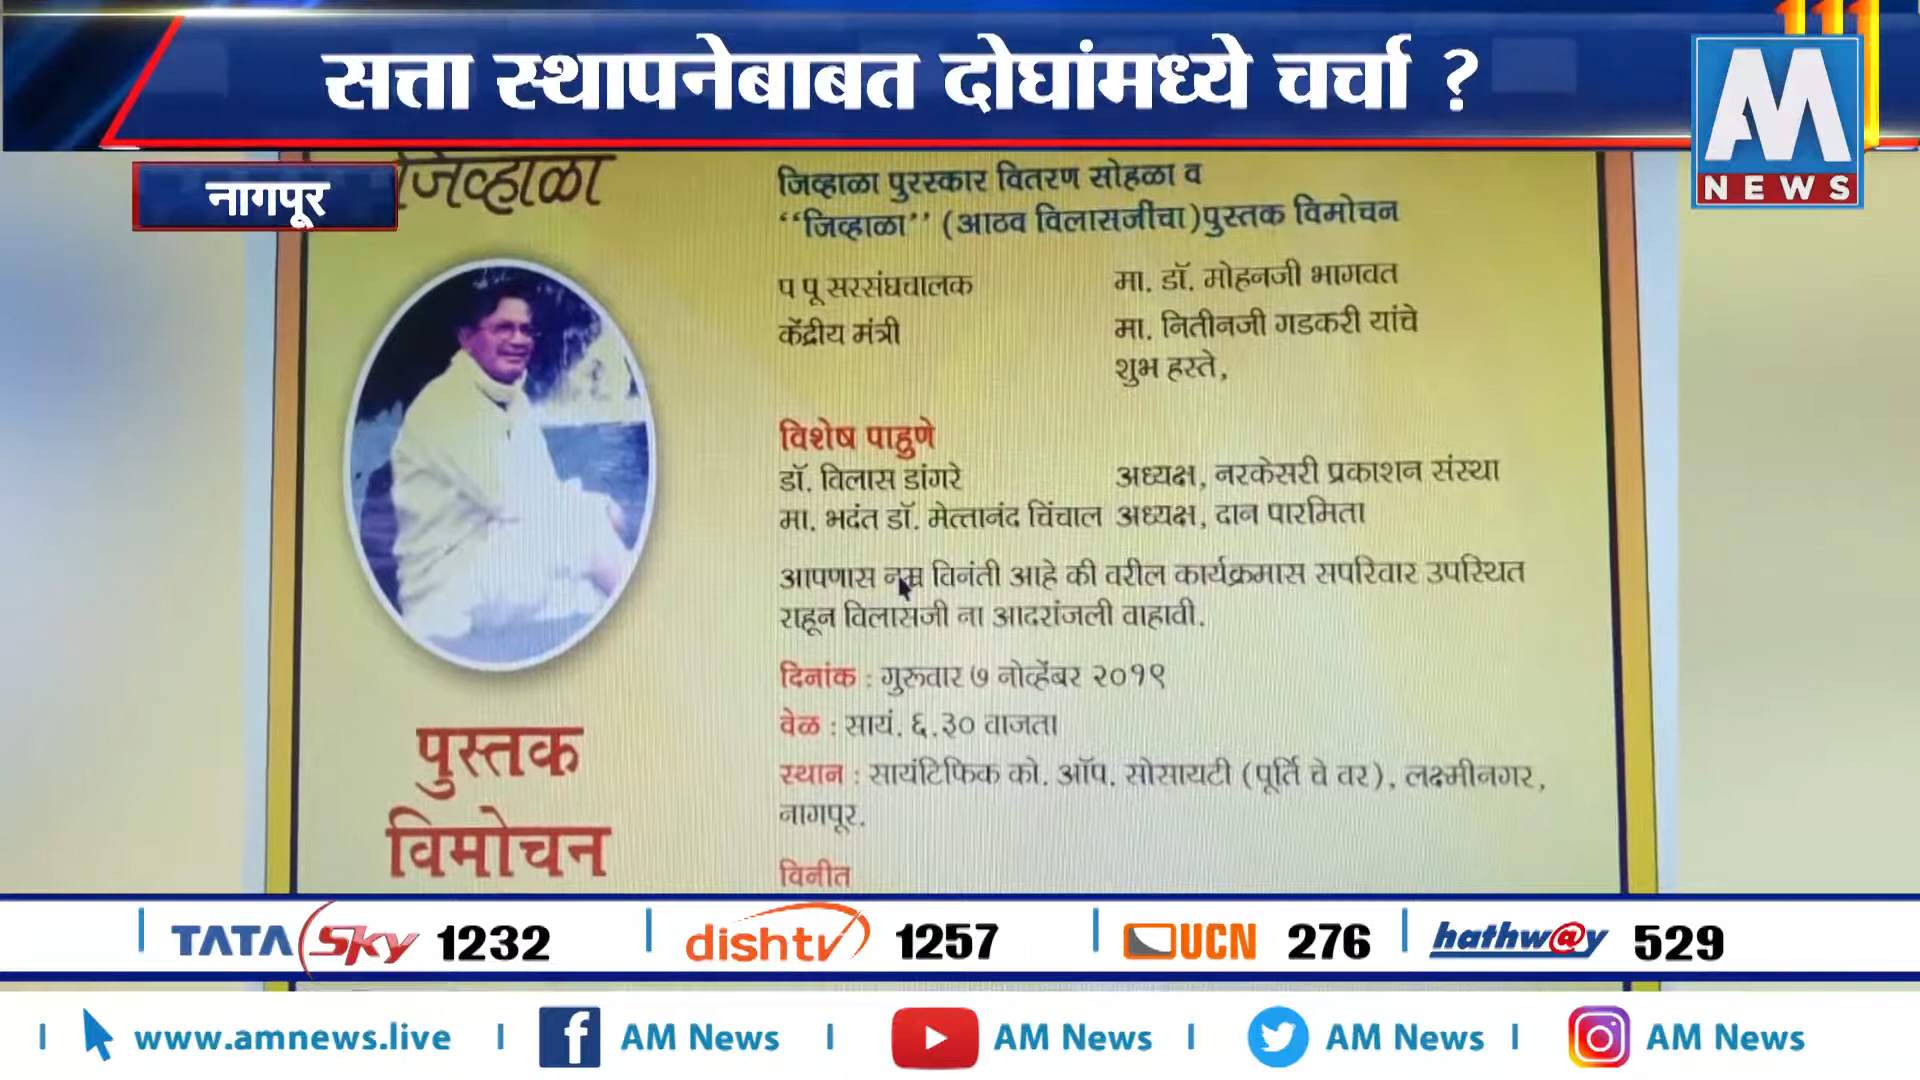 सत्ता स्थापनेबाबत दोघांमध्ये चर्चा ?
AM
NEWS
नागपूर
जिव्हाळा
जिव्हाळा पुरस्कार वितरण सोहळा व
“जिव्हाळा” (आठव विलासजींचा)पुस्तक विमोचन
प पू सरसंघचालक मा. डॉ. मोहनजी भागवत
केंद्रीय मंत्री मा. नितीनजी गडकरी यांचे
शुभ हस्ते,
विशेष पाहुणे
डॉ. विलास डांगरे अध्यक्ष, नरकेसरी प्रकाशन संस्था
मा. भदंत डॉ. मेत्तानंद चिंचाल अध्यक्ष, दान पारमिता
आपणास नम्र विनंती आहे की वरील कार्यक्रमास सपरिवार उपस्थित
राहून विलासजी ना आदरांजली वाहावी.
दिनांक : गुरुवार ७ नोव्हेंबर २०१९
वेळ : सायं. ६.३० वाजता
स्थान : सायंटिफिक को. ऑप. सोसायटी (पूर्ति चे वर), लक्ष्मीनगर,
नागपूर.
विनीत
पुस्तक
विमोचन
TATA Sky 1232 dishtv 1257 UCN 276 hathw@y 529
www.amnews.live AM News AM News AM News AM News